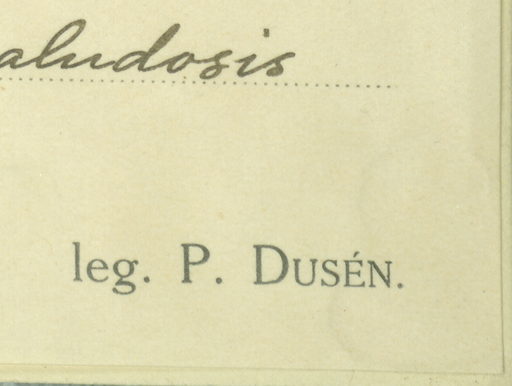 aludosis
leg. P. DUSÉN.